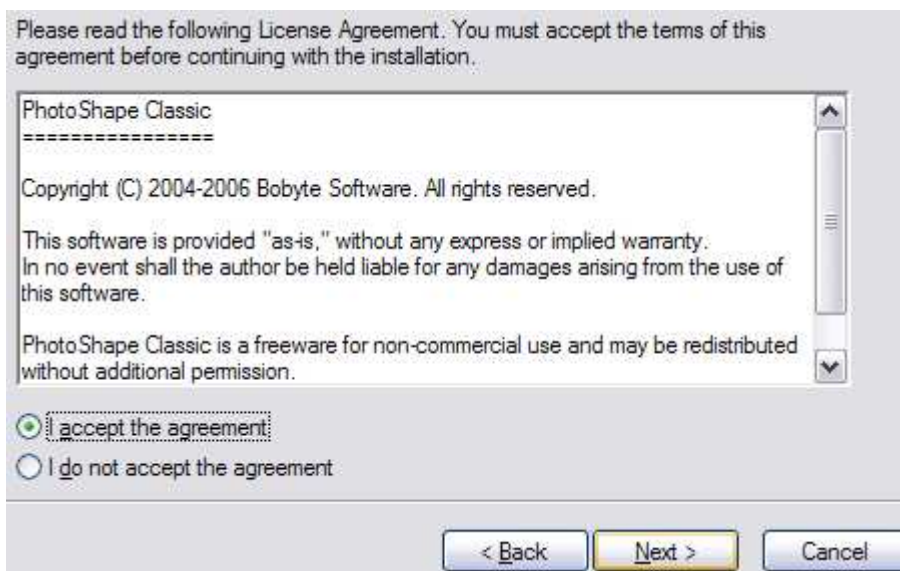 Please read the following License Agreement. You must accept the terms of this
agreement before continuing with the installation.
PhotoShape Classic
================
Copyright (C) 2004-2006 Bobyte Software. All rights reserved.
This software is provided "as-is," without any express or implied warranty.
In no event shall the author be held liable for any damages arising from the use of
this software.
PhotoShape Classic is a freeware for non-commercial use and may be redistributed
without additional permission.
I accept the agreement
I do not accept the agreement
< Back Next > Cancel